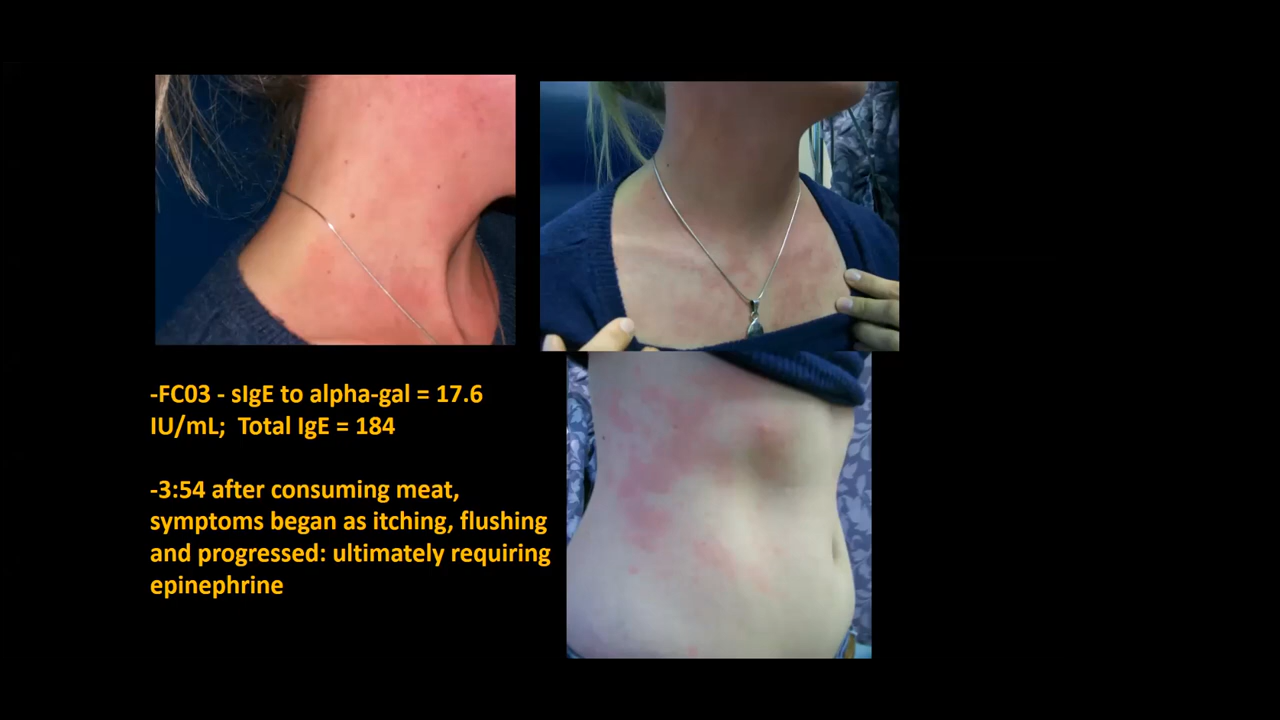 -FC03 - sIgE to alpha-gal = 17.6
IU/mL;  Total IgE = 184
-3:54 after consuming meat,
symptoms began as itching, flushing
and progressed: ultimately requiring
epinephrine